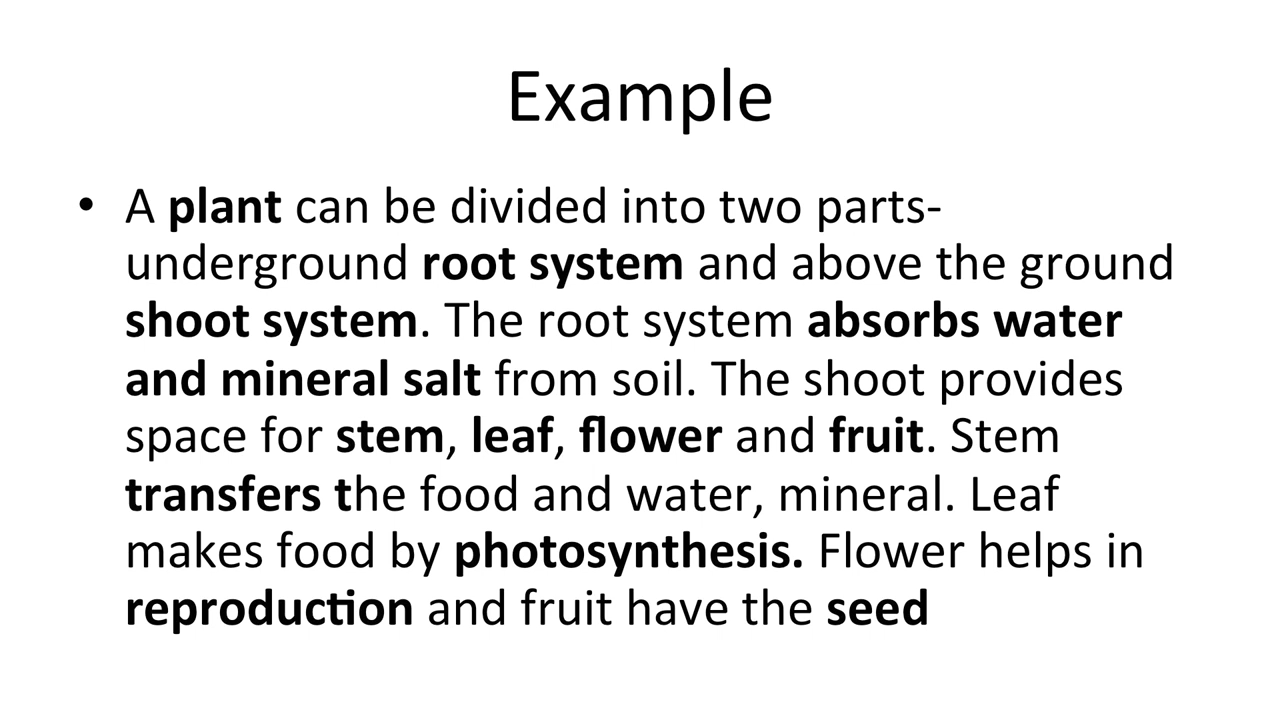 Example
• A plant can be divided into two parts-
underground root system and above the ground
shoot system. The root system absorbs water
and mineral salt from soil. The shoot provides
space for stem, leaf, flower and fruit. Stem
transfers the food and water, mineral. Leaf
makes food by photosynthesis. Flower helps in
reproduction and fruit have the seed